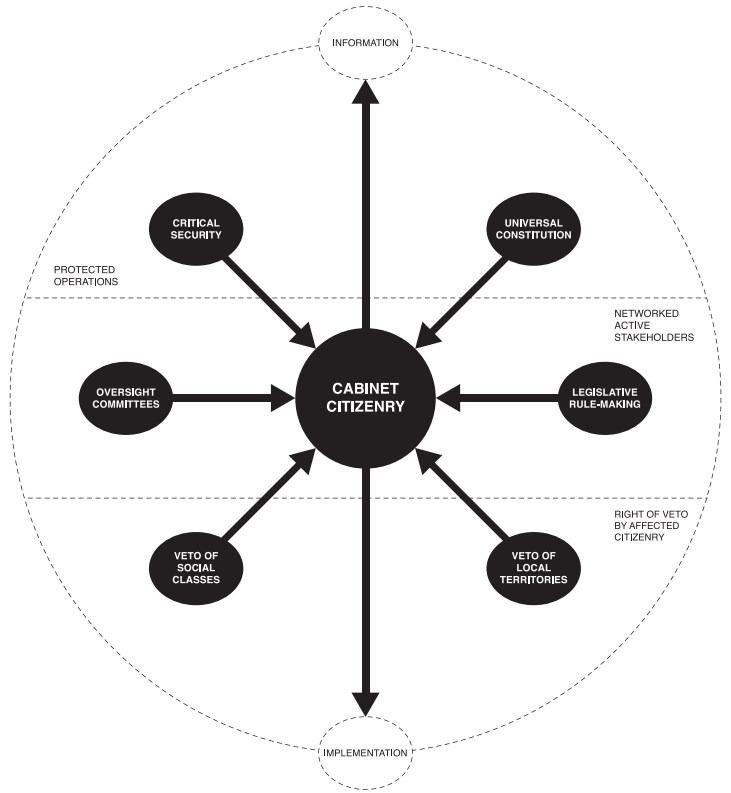 INFORMATION
CRITICAL
SECURITY
UNIVERSAL
CONSTITUTION
PROTECTED
OPERATIONS
NETWORKED
ACTIVE
STAKEHOLDERS
OVERSIGHT
COMMITTEES
CABINET
CITIZENRY
LEGISLATIVE
RULE-MAKING
RIGHT OF VETO
BY AFFECTED
CITIZENRY
VETO OF
SOCIAL
CLASSES
VETO OF
LOCAL
TERRITORIES
IMPLEMENTATION